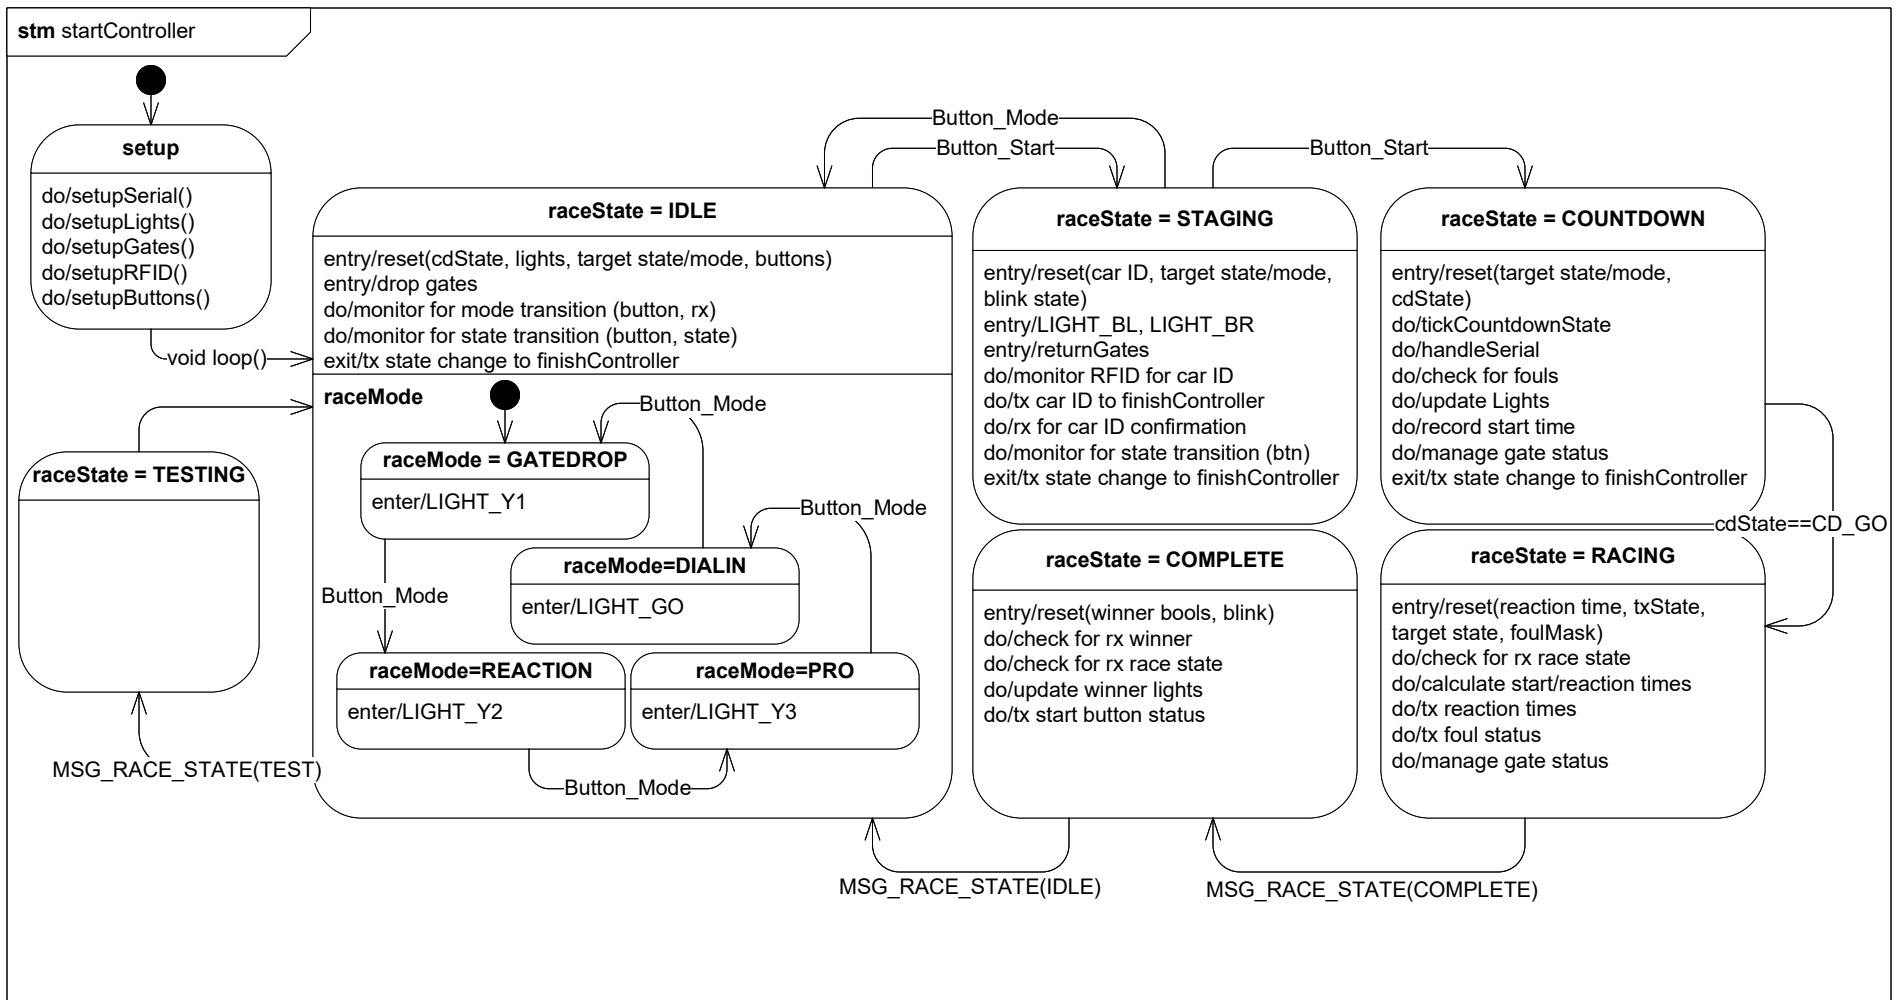 stm startController
setup
do/setupSerial()
do/setupLights()
do/setupGates()
do/setupRFID()
do/setupButtons()
void loop()
raceState = TESTING
MSG_RACE_STATE(TEST)
Button_Mode
Button_Start
Button_Start
raceState = IDLE
entry/reset(cdState, lights, target state/mode, buttons)
entry/drop gates
do/monitor for mode transition (button, rx)
do/monitor for state transition (button, state)
exit/tx state change to finishController
raceMode
Button_Mode
raceMode = GATEDROP
enter/LIGHT_Y1
Button_Mode
raceMode=DIALIN
enter/LIGHT_GO
Button_Mode
raceMode=REACTION
enter/LIGHT_Y2
raceMode=PRO
enter/LIGHT_Y3
Button_Mode
raceState = STAGING
entry/reset(car ID, target state/mode,
blink state)
entry/LIGHT_BL, LIGHT_BR
entry/returnGates
do/monitor RFID for car ID
do/tx car ID to finishController
do/rx for car ID confirmation
do/monitor for state transition (btn)
exit/tx state change to finishController
raceState = COUNTDOWN
entry/reset(target state/mode,
cdState)
do/tickCountdownState
do/handleSerial
do/check for fouls
do/update Lights
do/record start time
do/manage gate status
exit/tx state change to finishController
cdState==CD_GO
raceState = COMPLETE
entry/reset(winner bools, blink)
do/check for rx winner
do/check for rx race state
do/update winner lights
do/tx start button status
raceState = RACING
entry/reset(reaction time, txState,
target state, foulMask)
do/check for rx race state
do/calculate start/reaction times
do/tx reaction times
do/tx foul status
do/manage gate status
MSG_RACE_STATE(IDLE)
MSG_RACE_STATE(COMPLETE)